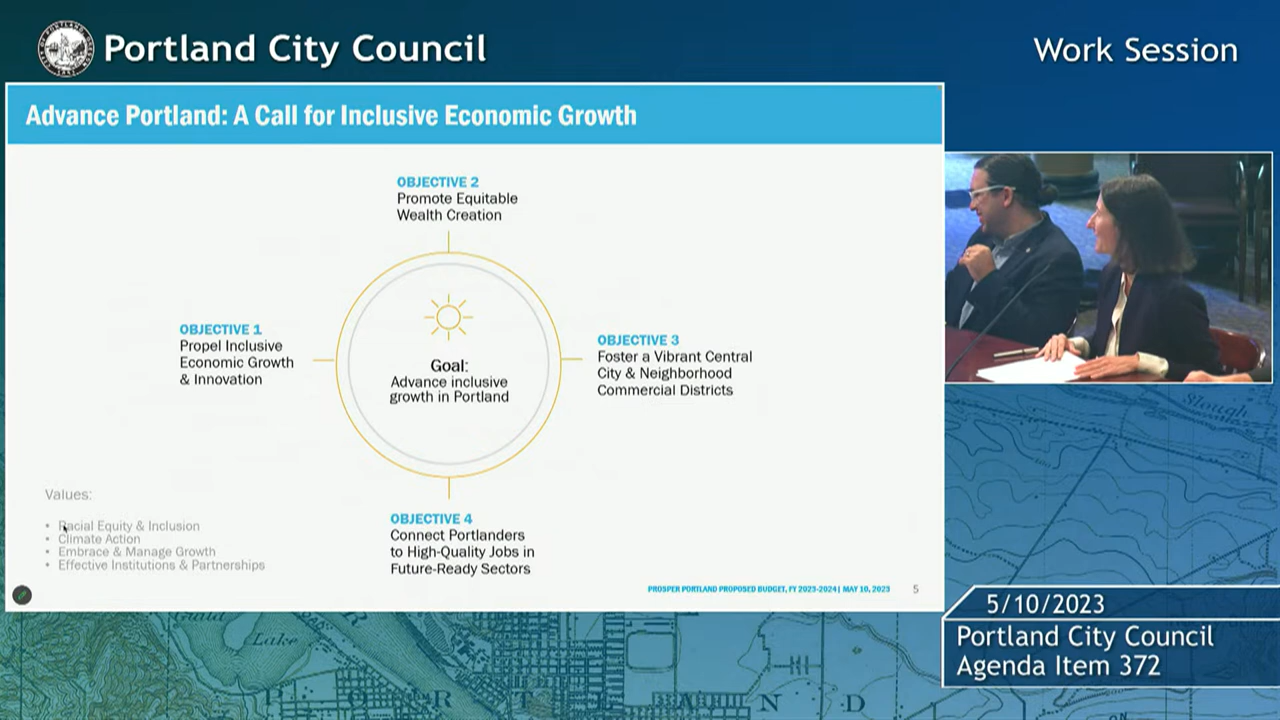 Portland City Council
Work Session
Advance Portland: A Call for Inclusive Economic Growth
OBJECTIVE 2
Promote Equitable
Wealth Creation
OBJECTIVE 1
Propel Inclusive
Economic Growth
& Innovation
Goal:
Advance inclusive
growth in Portland
OBJECTIVE 3
Foster a Vibrant Central
City & Neighborhood
Commercial Districts
OBJECTIVE 4
Connect Portlanders
to High-Quality Jobs in
Future-Ready Sectors
Values:
• Racial Equity & Inclusion
• Climate Action
• Embrace & Manage Growth
• Effective Institutions & Partnerships
PROSPER PORTLAND PROPOSED BUDGET, FY 2023-2024 | MAY 10, 2023
5
Slough
5/10/2023
Portland City Council
Agenda Item 372
Guild
Lake
R T L A N D